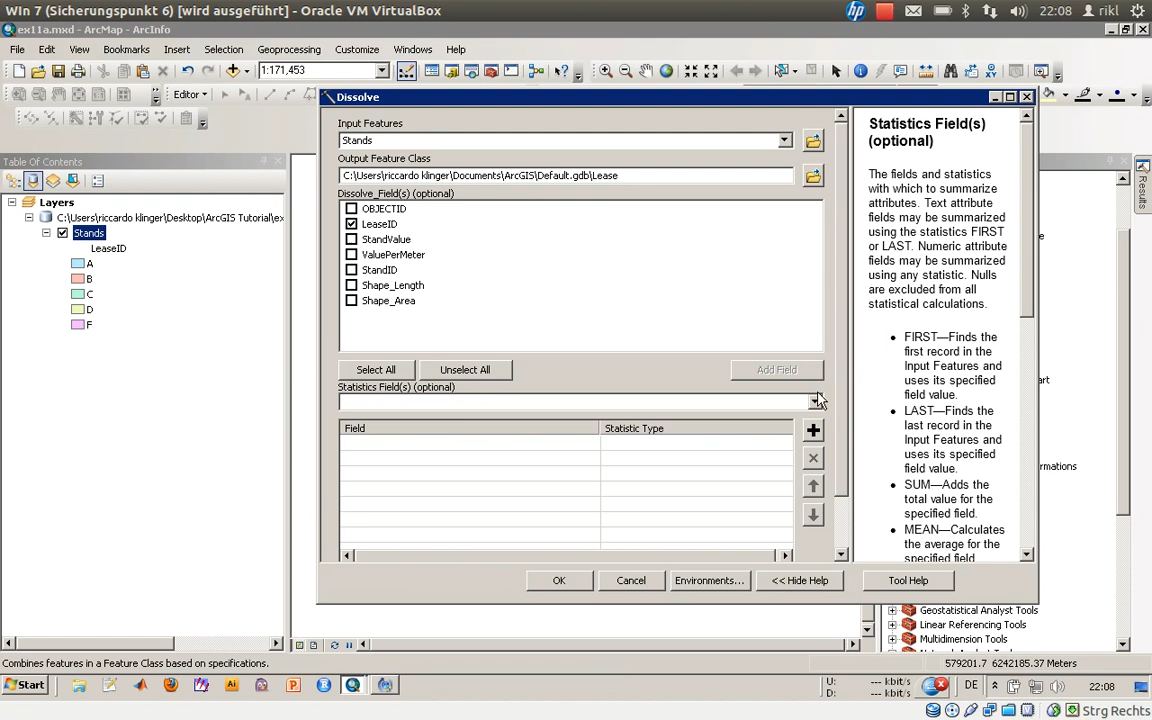 Win 7 (Sicherungspunkt 6) [wird ausgeführt] - Oracle VM VirtualBox
22:08
rikl
ex11a.mxd - ArcMap - ArcInfo
File Edit View Bookmarks Insert Selection Geoprocessing Customize Windows Help
1:171,453
Editor
Table Of Contents
Layers
C:\Users\riccardo klinger\Desktop\ArcGIS Tutorial\ex
Stands
LeaseID
A
B
C
D
F
Dissolve
Input Features
Stands
Output Feature Class
C:\Users\riccardo klinger\Documents\ArcGIS\Default.gdb\Lease
Dissolve_Field(s) (optional)
OBJECTID
LeaseID
StandValue
ValuePerMeter
StandID
Shape_Length
Shape_Area
Select All
Unselect All
Add Field
Statistics Field(s) (optional)
Field
Statistic Type
OK
Cancel
Environments...
<< Hide Help
Tool Help
Statistics Field(s)
(optional)
The fields and statistics
with which to summarize
attributes. Text attribute
fields may be summarized
using the statistics FIRST
or LAST. Numeric attribute
fields may be summarized
using any statistic. Nulls
are excluded from all
statistical calculations.
• FIRST—Finds the
first record in the
Input Features and
uses its specified
field value.
• LAST—Finds the
last record in the
Input Features and
uses its specified
field value.
• SUM—Adds the
total value for the
specified field.
• MEAN—Calculates
the average for the
specified field.
Results
art
ormations
Geostatistical Analyst Tools
Linear Referencing Tools
Multidimension Tools
Combines features in a Feature Class based on specifications.
579201.7 6242185.37 Meters
Start
U: --- kbit/s
D: --- kbit/s
DE
22:08
Strg Rechts